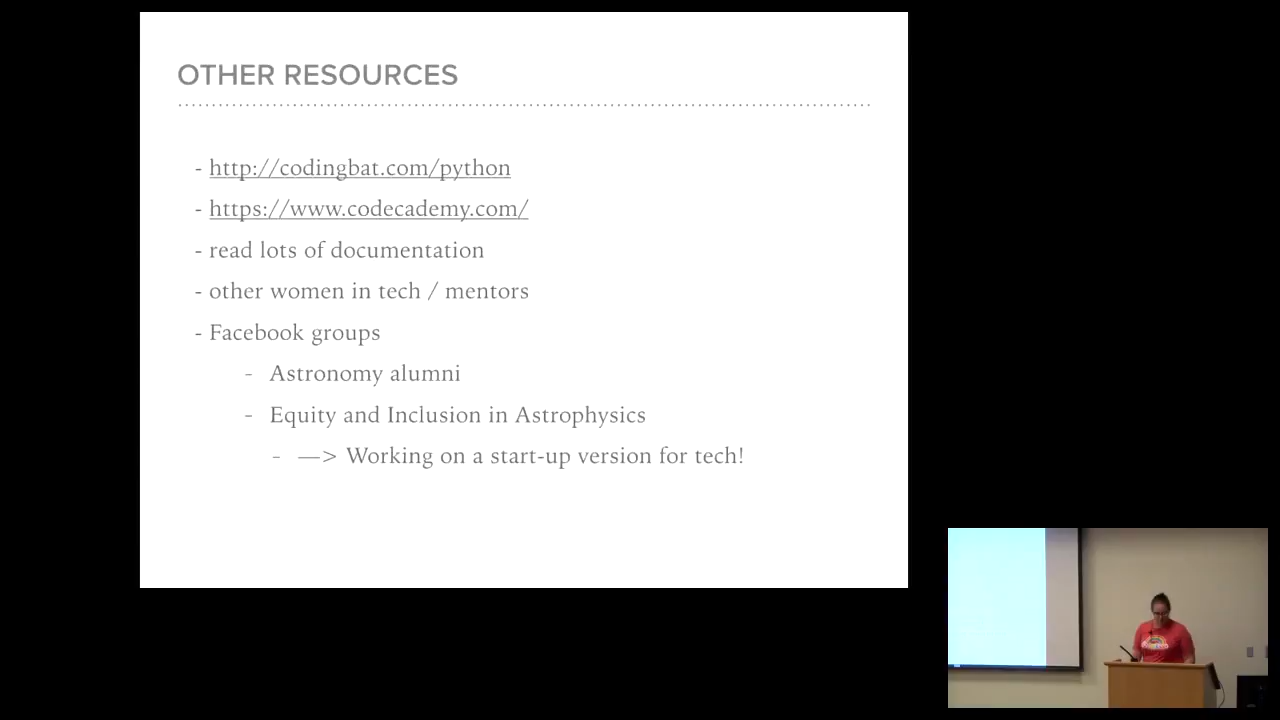 OTHER RESOURCES
- http://codingbat.com/python
- https://www.codecademy.com/
- read lots of documentation
- other women in tech / mentors
- Facebook groups
- Astronomy alumni
- Equity and Inclusion in Astrophysics
- —> Working on a start-up version for tech!